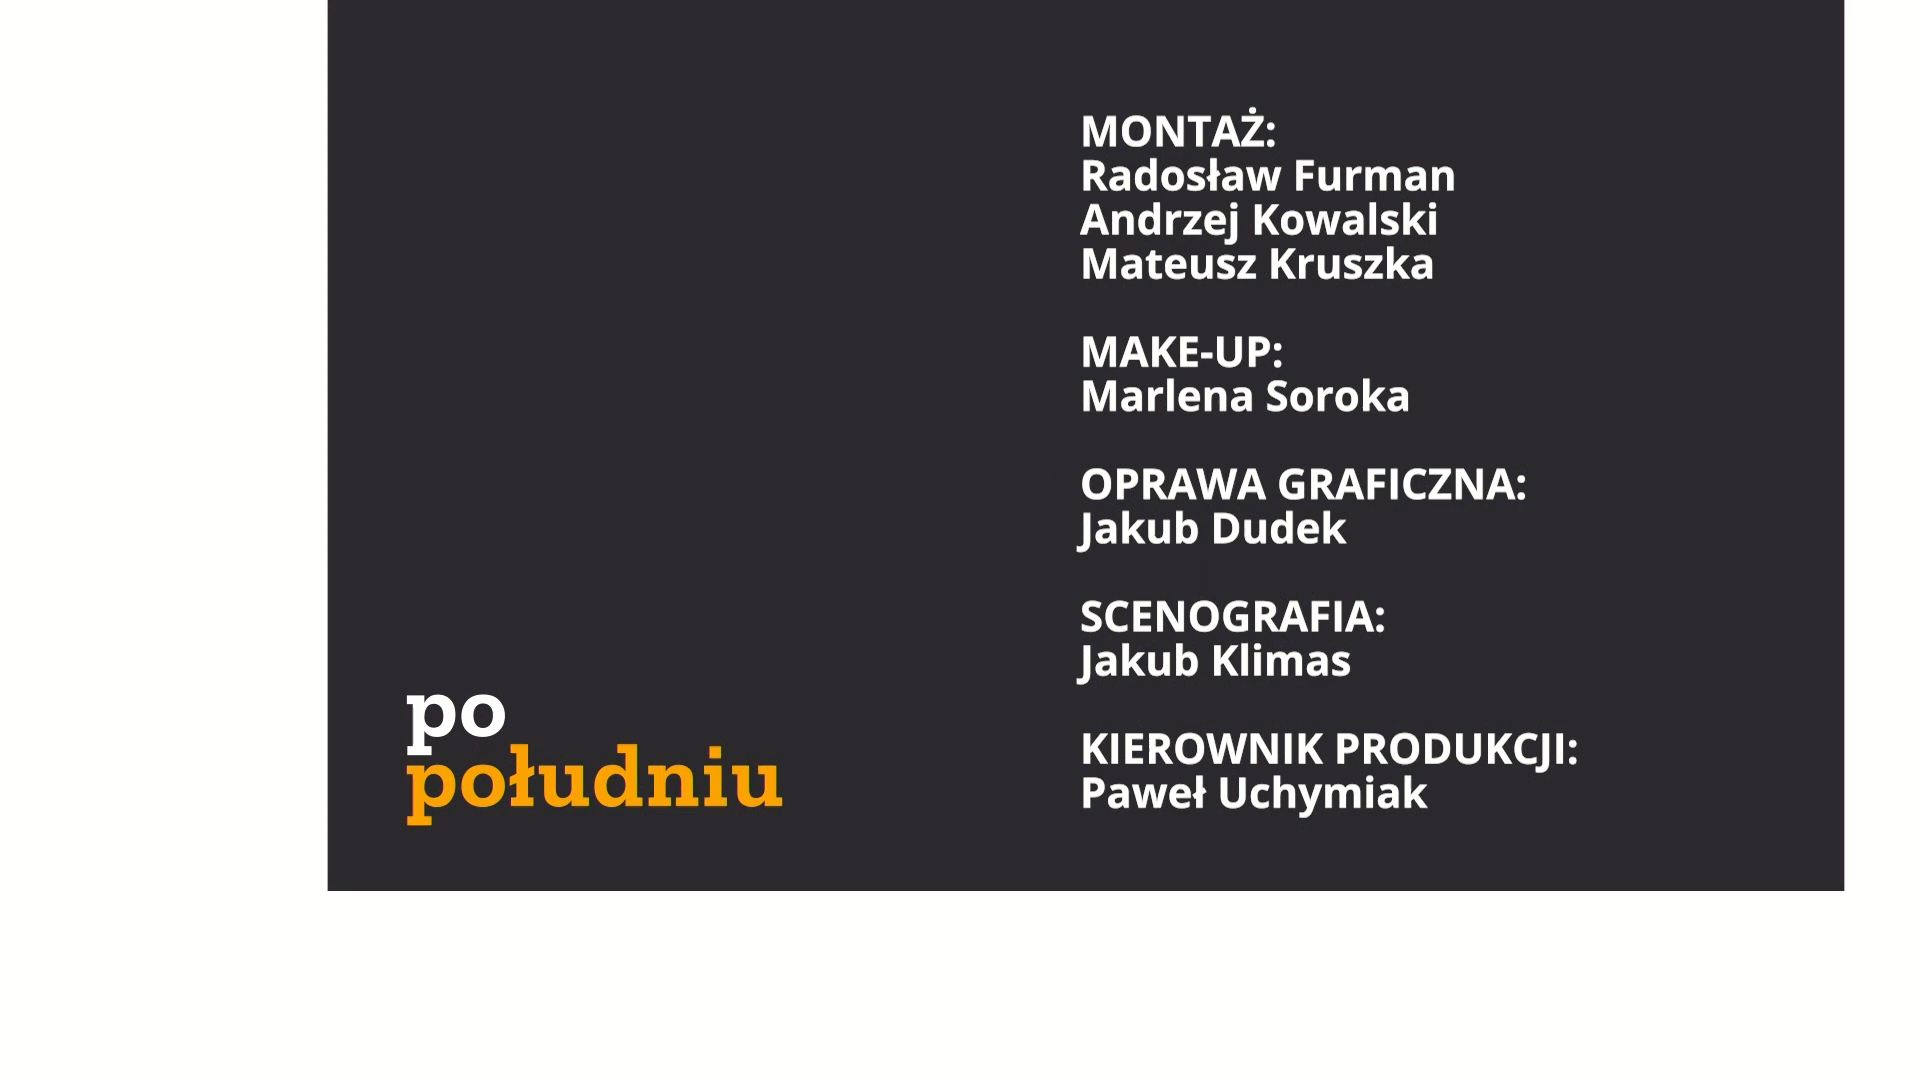 MONTAŻ:
Radosław Furman
Andrzej Kowalski
Mateusz Kruszka
MAKE-UP:
Marlena Soroka
OPRAWA GRAFICZNA:
Jakub Dudek
SCENOGRAFIA:
Jakub Klimas
KIEROWNIK PRODUKCJI:
Paweł Uchymiak
po
południu